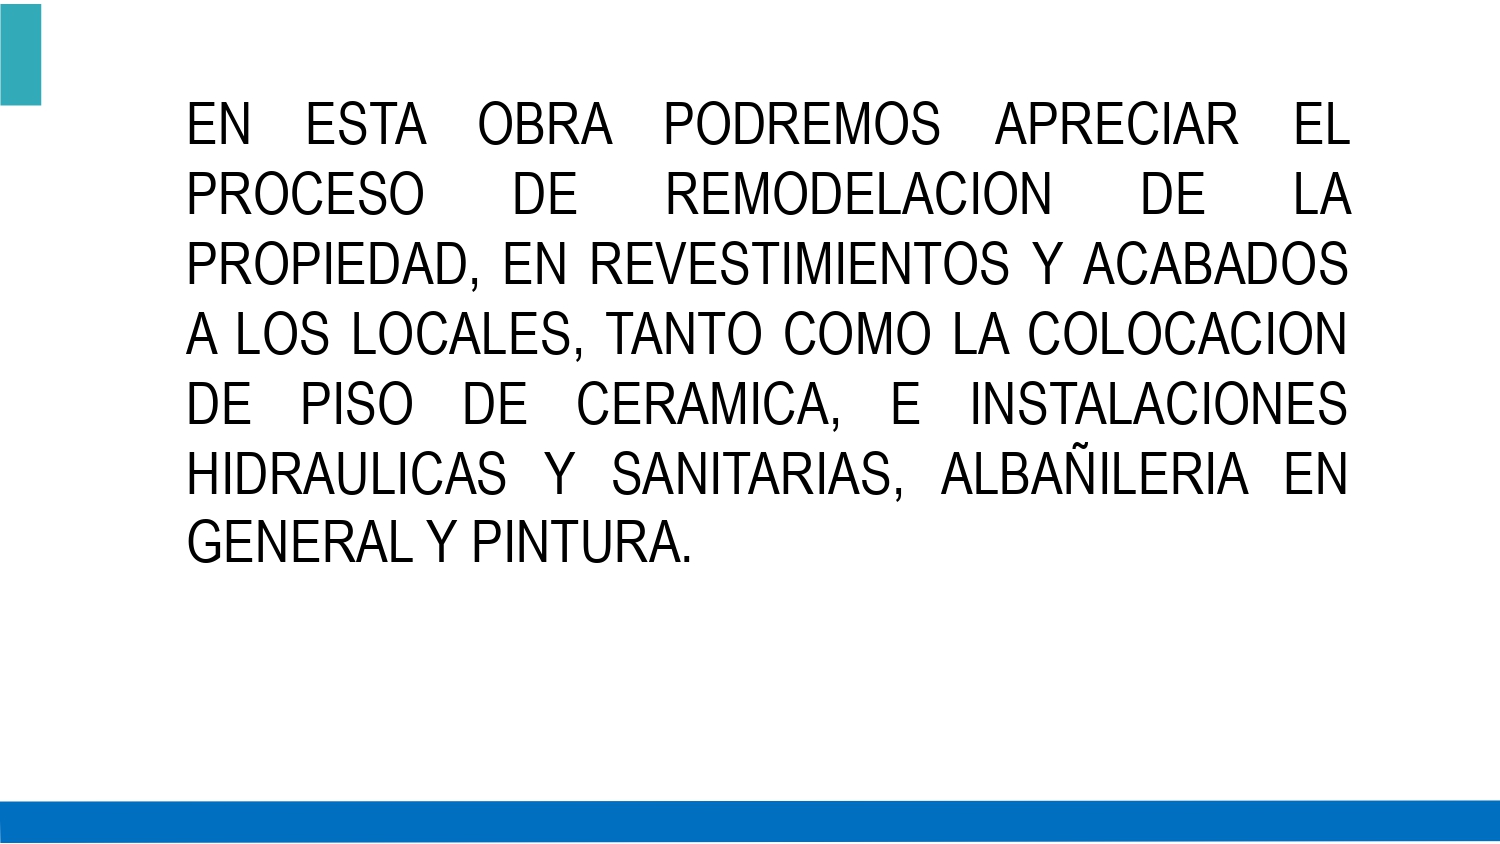 EN ESTA OBRA PODREMOS APRECIAR EL
PROCESO DE REMODELACION DE LA
PROPIEDAD, EN REVESTIMIENTOS Y ACABADOS
A LOS LOCALES, TANTO COMO LA COLOCACION
DE PISO DE CERAMICA, E INSTALACIONES
HIDRAULICAS Y SANITARIAS, ALBAÑILERIA EN
GENERAL Y PINTURA.